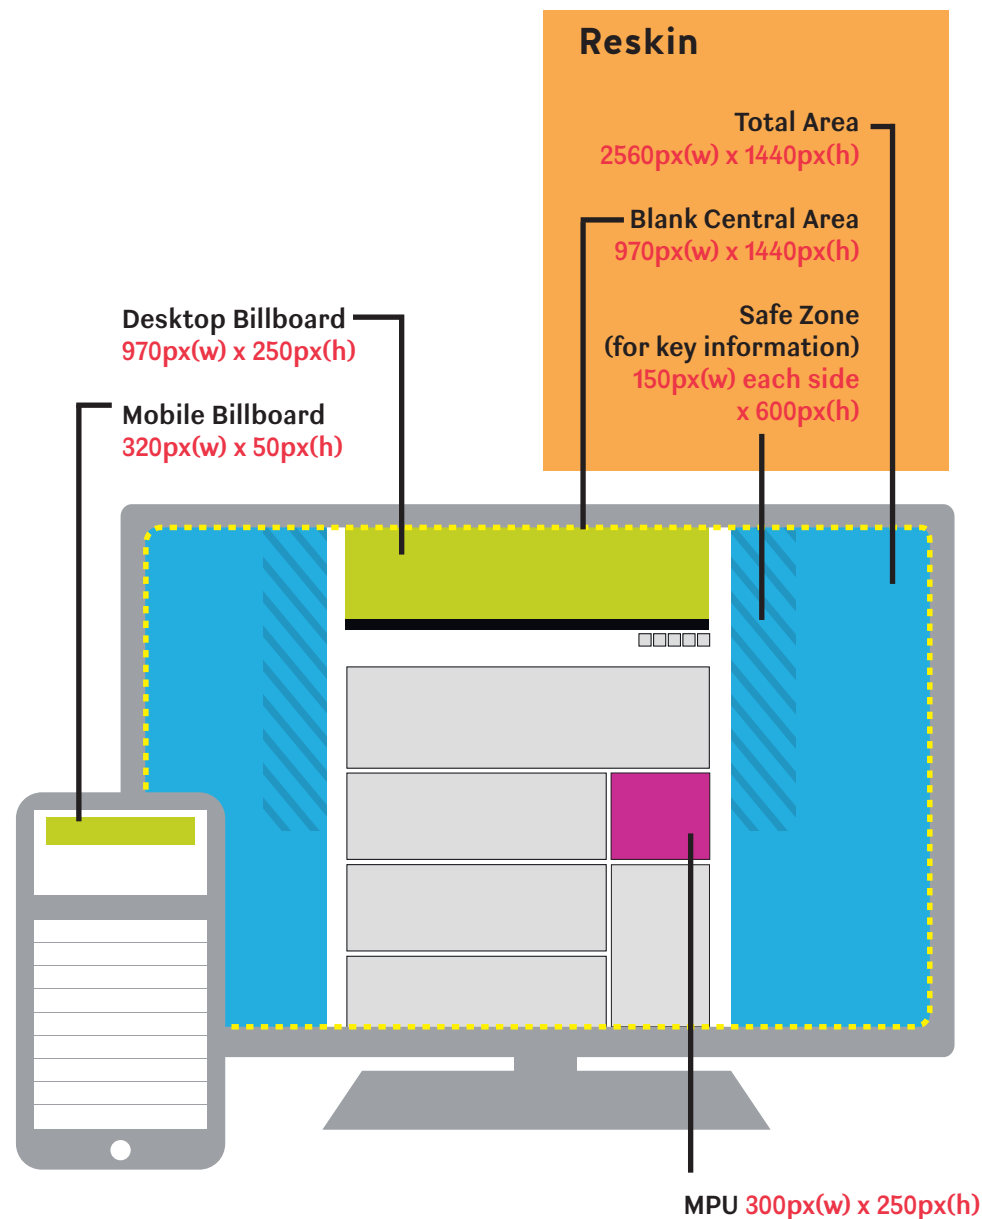 Reskin
Total Area
2560px(w) x 1440px(h)
Blank Central Area
970px(w) x 1440px(h)
Safe Zone
(for key information)
150px(w) each side
x 600px(h)
Desktop Billboard
970px(w) x 250px(h)
Mobile Billboard
320px(w) x 50px(h)
MPU 300px(w) x 250px(h)